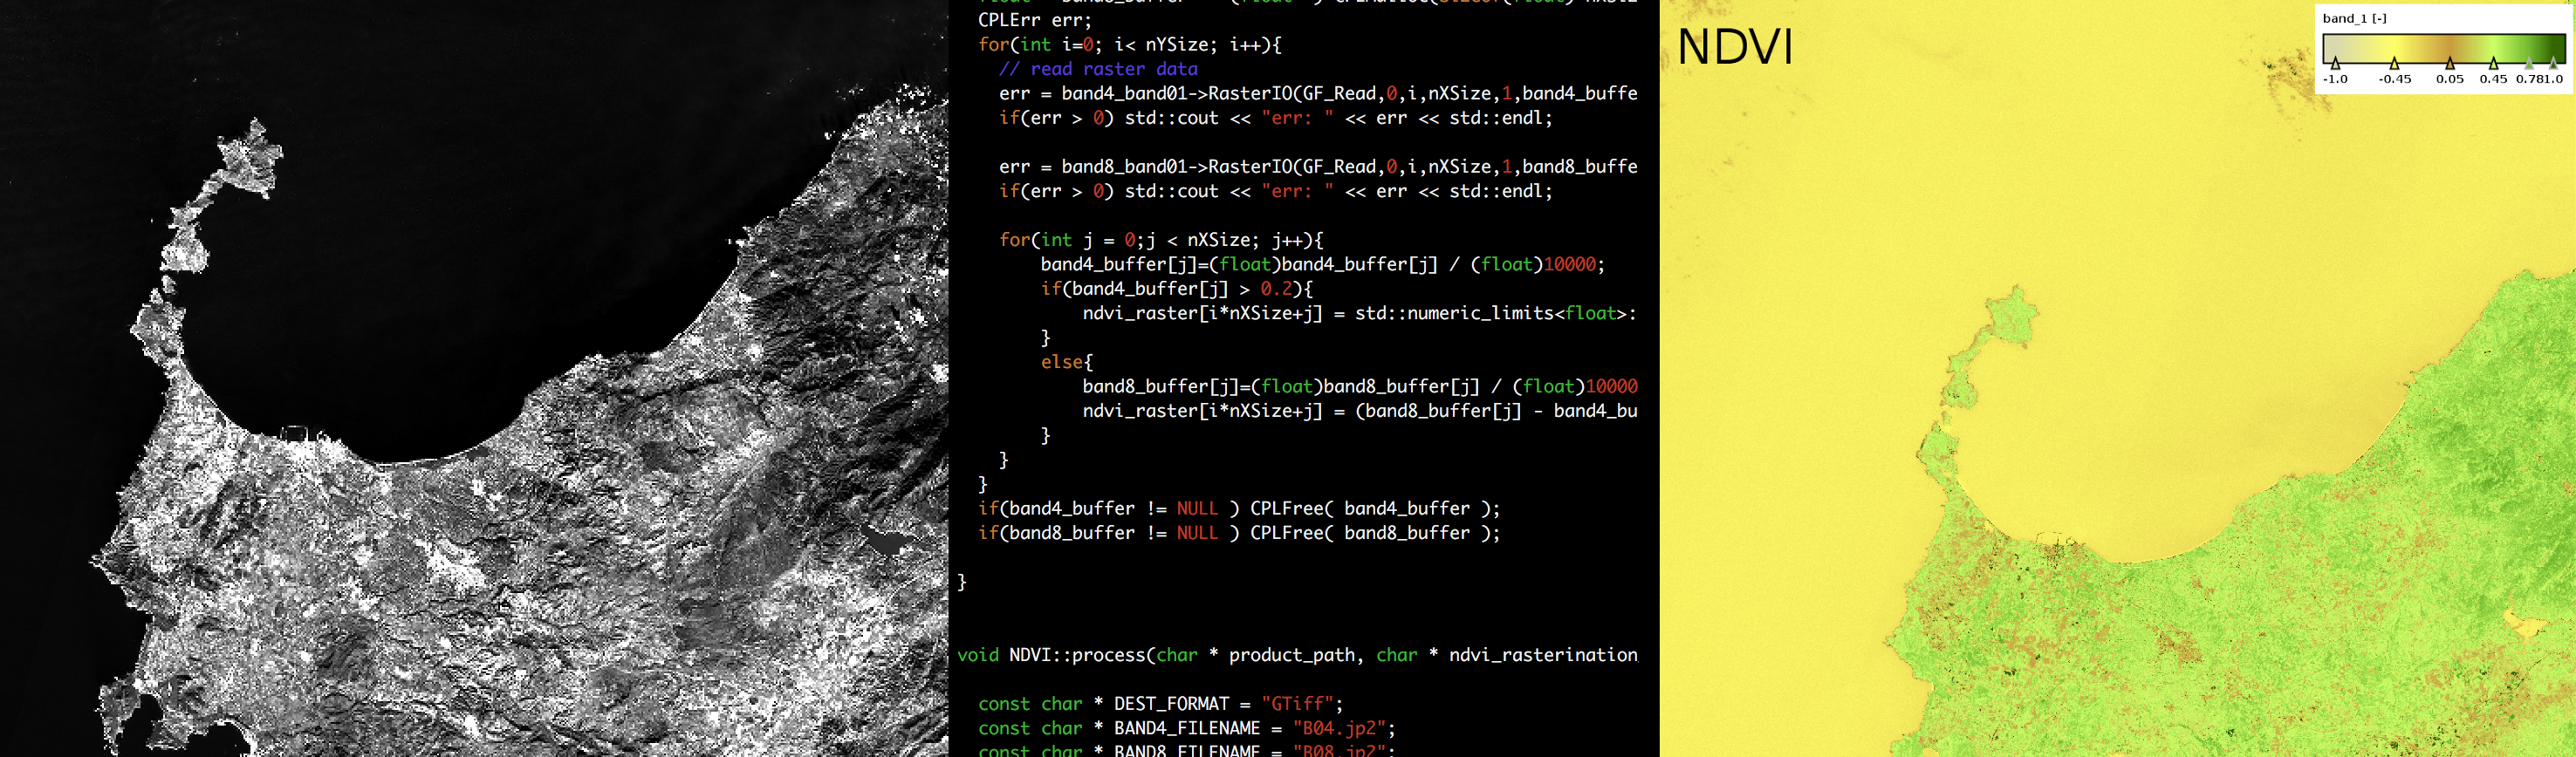 CPLErr err;
for(int i=0; i< nYSize; i++){
// read raster data
err = band4_band01->RasterIO(GF_Read,0,i,nXSize,1,band4_buffe
if(err > 0) std::cout << "err: " << err << std::endl;
err = band8_band01->RasterIO(GF_Read,0,i,nXSize,1,band8_buffe
if(err > 0) std::cout << "err: " << err << std::endl;
for(int j = 0;j < nXSize; j++){
band4_buffer[j]=(float)band4_buffer[j] / (float)10000;
if(band4_buffer[j] > 0.2){
ndvi_raster[i*nXSize+j] = std::numeric_limits<float>:
}
else{
band8_buffer[j]=(float)band8_buffer[j] / (float)10000
ndvi_raster[i*nXSize+j] = (band8_buffer[j] - band4_bu
}
}
}
if(band4_buffer != NULL ) CPLFree( band4_buffer );
if(band8_buffer != NULL ) CPLFree( band8_buffer );
}
void NDVI::process(char * product_path, char * ndvi_rasterination
const char * DEST_FORMAT = "GTiff";
const char * BAND4_FILENAME = "B04.jp2";
const char * BAND8_FILENAME = "B08.jp2";
NDVI
band_1 [-]
-1.0 -0.45 0.05 0.45 0.781.0